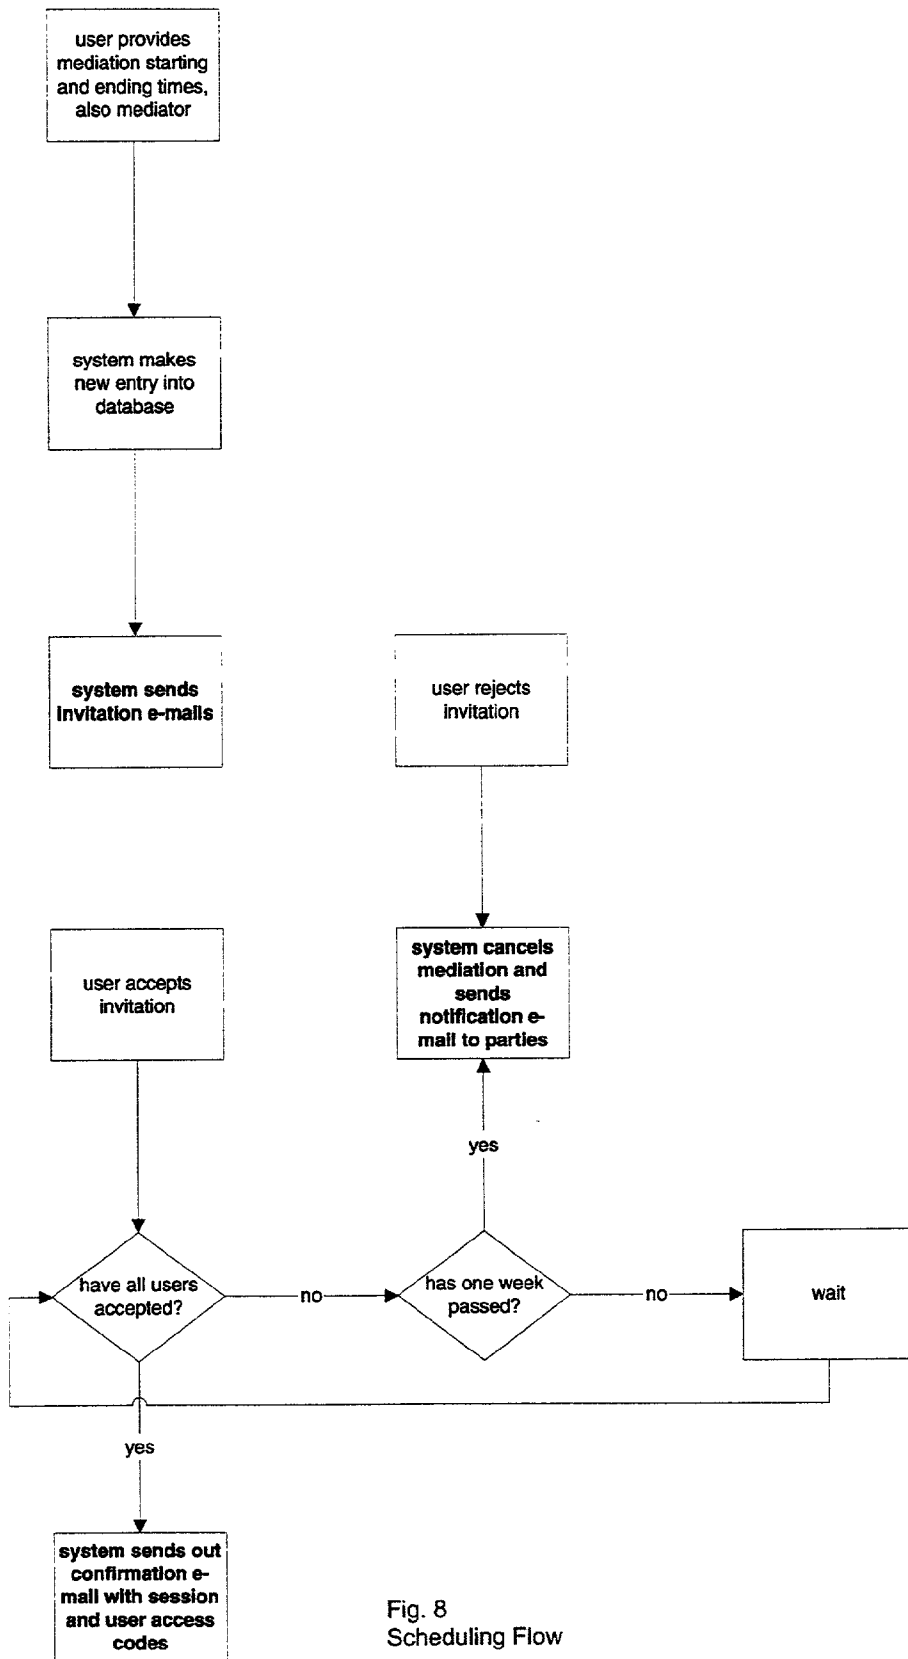 user provides
mediation starting
and ending times,
also mediator
system makes
new entry into
database
system sends
invitation e-mails
user rejects
invitation
user accepts
invitation
system cancels
mediation and
sends
notification e-
mail to parties
yes
have all users
accepted?
no
has one week
passed?
no
wait
yes
system sends out
confirmation e-
mail with session
and user access
codes
Fig. 8
Scheduling Flow